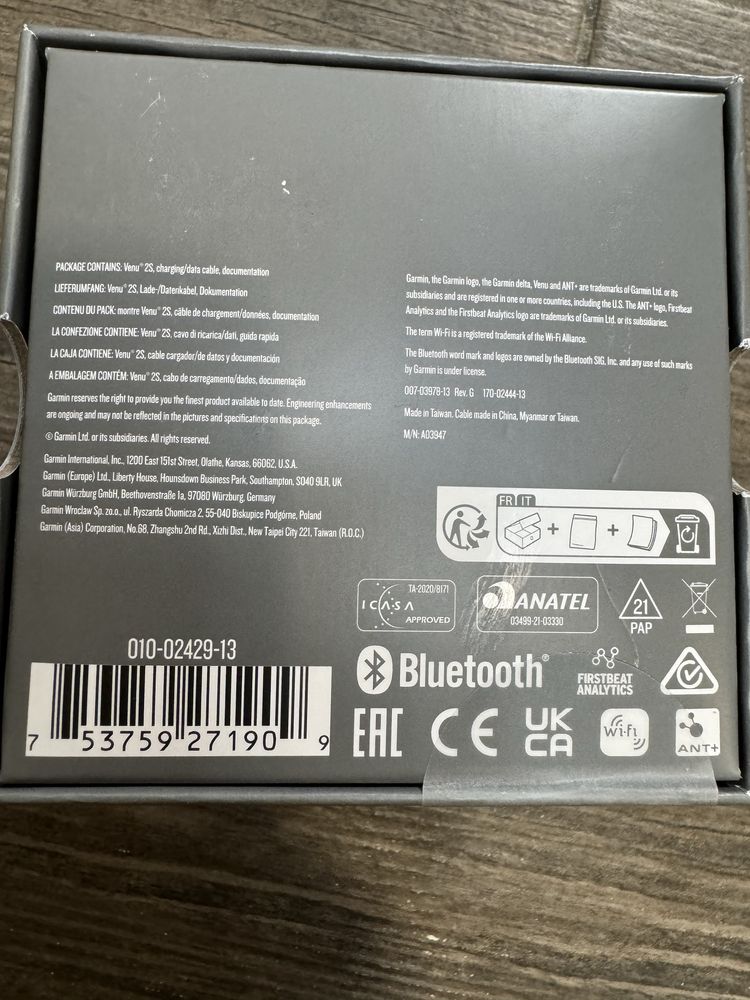 PACKAGE CONTAINS: Venu® 2S, charging/data cable, documentation
LIEFERUMFANG: Venu® 2S, Lade-/Datenkabel, Dokumentation
CONTENU DU PACK: montre Venu® 2S, câble de chargement/données, documentation
LA CONFEZIONE CONTIENE: Venu® 2S, cavo di ricarica/dati, guida rapida
LA CAJA CONTIENE: Venu® 2S, cable cargador/de datos y documentación
A EMBALAGEM CONTÉM: Venu® 2S, cabo de carregamento/dados, documentação
Garmin reserves the right to provide you the finest product available to date. Engineering enhancements
are ongoing and may not be reflected in the pictures and specifications on this package.
© Garmin Ltd. or its subsidiaries. All rights reserved.
Garmin International, Inc., 1200 East 151st Street, Olathe, Kansas, 66062, U.S.A.
Garmin (Europe) Ltd., Liberty House, Hounsdown Business Park, Southampton, SO40 9LR, UK
Garmin Würzburg GmbH, Beethovenstraße 1a, 97080 Würzburg, Germany
Garmin Wroclaw Sp. zo.o., ul. Ryszarda Chomicza 2, 55-040 Biskupice Podgórne, Poland
Garmin (Asia) Corporation, No.68, Zhangshu 2nd Rd., Xizhi Dist., New Taipei City 221, Taiwan (R.O.C.)
Garmin, the Garmin logo, the Garmin delta, Venu and ANT+ are trademarks of Garmin Ltd. or its
subsidiaries and are registered in one or more countries, including the U.S. The ANT+ logo, Firstbeat
Analytics and the Firstbeat Analytics logo are trademarks of Garmin Ltd. or its subsidiaries.
The term Wi-Fi is a registered trademark of the Wi-Fi Alliance.
The Bluetooth word mark and logos are owned by the Bluetooth SIG, Inc. and any use of such marks
by Garmin is under license.
007-03978-13 Rev. G 170-02444-13
Made in Taiwan. Cable made in China, Myanmar or Taiwan.
M/N: A03947
FR IT
+ +
TA-2020/8171
ICASA
APPROVED
ANATEL
03499-21-03330
21
PAP
010-02429-13
7 53759 27190 9
Bluetooth®
FIRSTBEAT
ANALYTICS
EAC CE UK
CA
Wi-Fi
ANT+